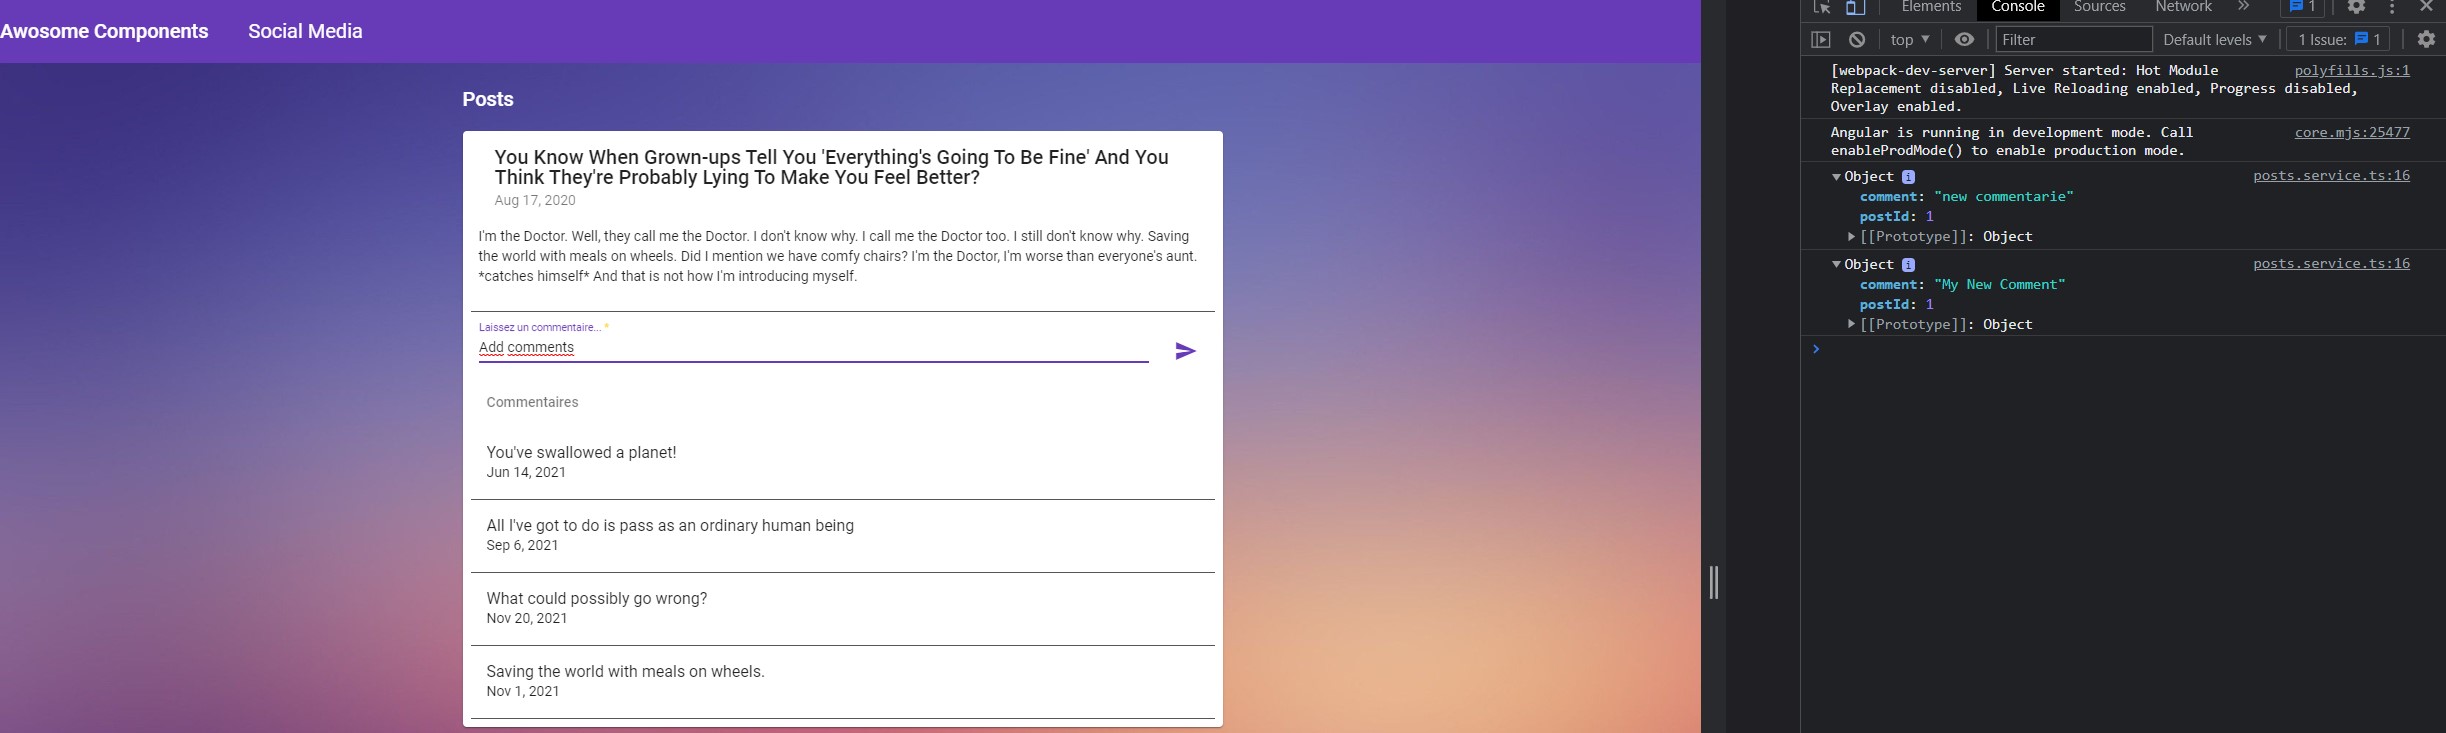 Awosome Components Social Media
Posts
You Know When Grown-ups Tell You 'Everything's Going To Be Fine' And You
Think They're Probably Lying To Make You Feel Better?
Aug 17, 2020
I'm the Doctor. Well, they call me the Doctor. I don't know why. I call me the Doctor too. I still don't know why. Saving
the world with meals on wheels. Did I mention we have comfy chairs? I'm the Doctor, I'm worse than everyone's aunt.
*catches himself* And that is not how I'm introducing myself.
Laissez un commentaire... *
Add comments
Commentaires
You've swallowed a planet!
Jun 14, 2021
All I've got to do is pass as an ordinary human being
Sep 6, 2021
What could possibly go wrong?
Nov 20, 2021
Saving the world with meals on wheels.
Nov 1, 2021
Elements Console Sources Network » 1
top Filter Default levels 1 Issue: 1
[webpack-dev-server] Server started: Hot Module polyfills.js:1
Replacement disabled, Live Reloading enabled, Progress disabled,
Overlay enabled.
Angular is running in development mode. Call core.mjs:25477
enableProdMode() to enable production mode.
Object i posts.service.ts:16
comment: "new commentarie"
postId: 1
[[Prototype]]: Object
Object i posts.service.ts:16
comment: "My New Comment"
postId: 1
[[Prototype]]: Object